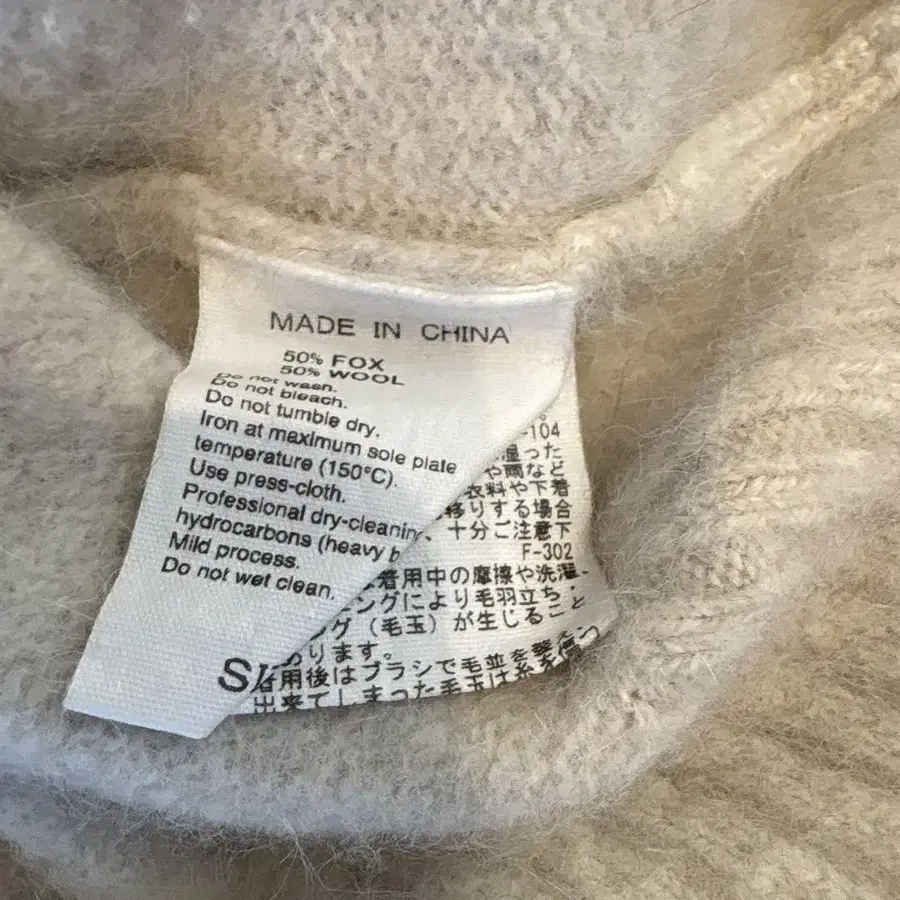 MADE IN CHINA
50% FOX
50% WOOL
Do not wash.
Do not bleach.
Do not tumble dry.
Iron at maximum sole plate
temperature (150°C).
Use press-cloth.
Professional dry-cleaning
hydrocarbons (heavy
Mild process.
Do not wet clean.
-104
湿った
や雨など
衣料や下着
移りする場合
、十分ご注意下
F-302
着用中の摩擦や洗濯、
ングにより毛羽立ち・
ング（毛玉）が生じること
あります。
着用後はブラシで毛並を整え
出来てしまった毛玉は糸を傷つ